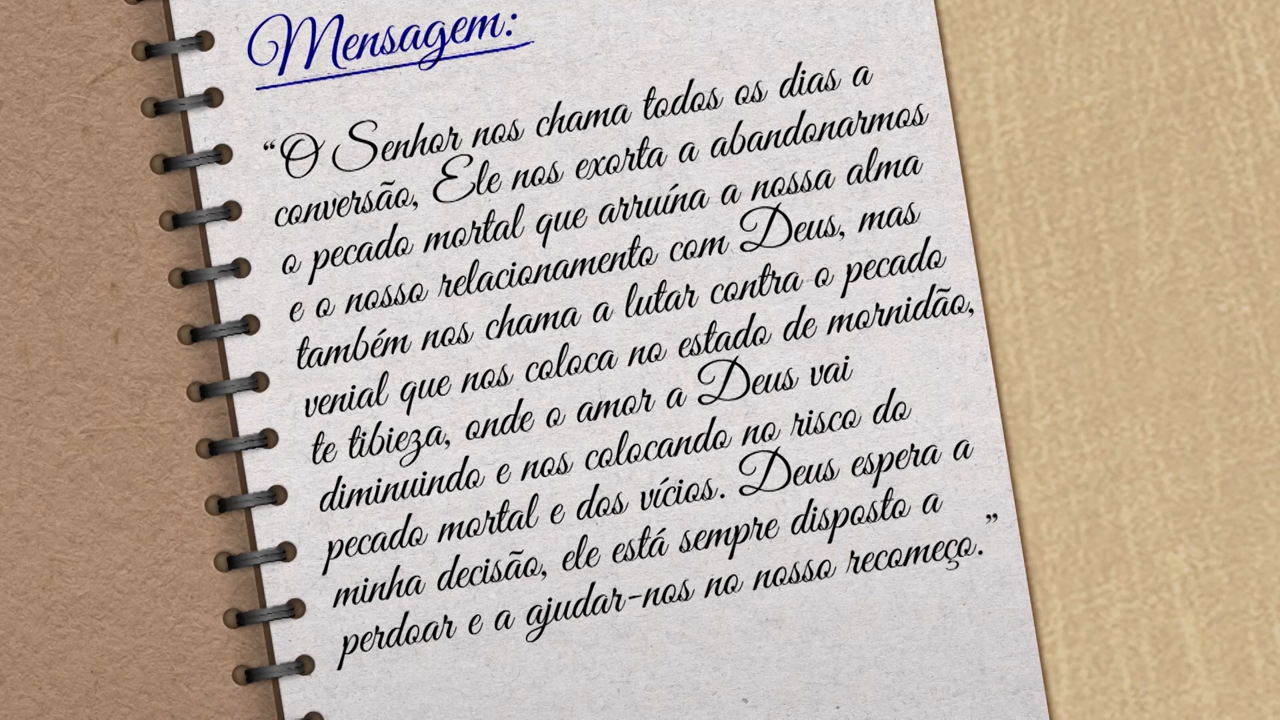 Mensagem:
“O Senhor nos chama todos os dias a
conversão, Ele nos exorta a abandonarmos
o pecado mortal que arruína a nossa alma
e o nosso relacionamento com Deus, mas
também nos chama a lutar contra o pecado
venial que nos coloca no estado de mornidão,
te tibieza, onde o amor a Deus vai
diminuindo e nos colocando no risco do
pecado mortal e dos vícios. Deus espera a
minha decisão, ele está sempre disposto a
perdoar e a ajudar-nos no nosso recomeço.”